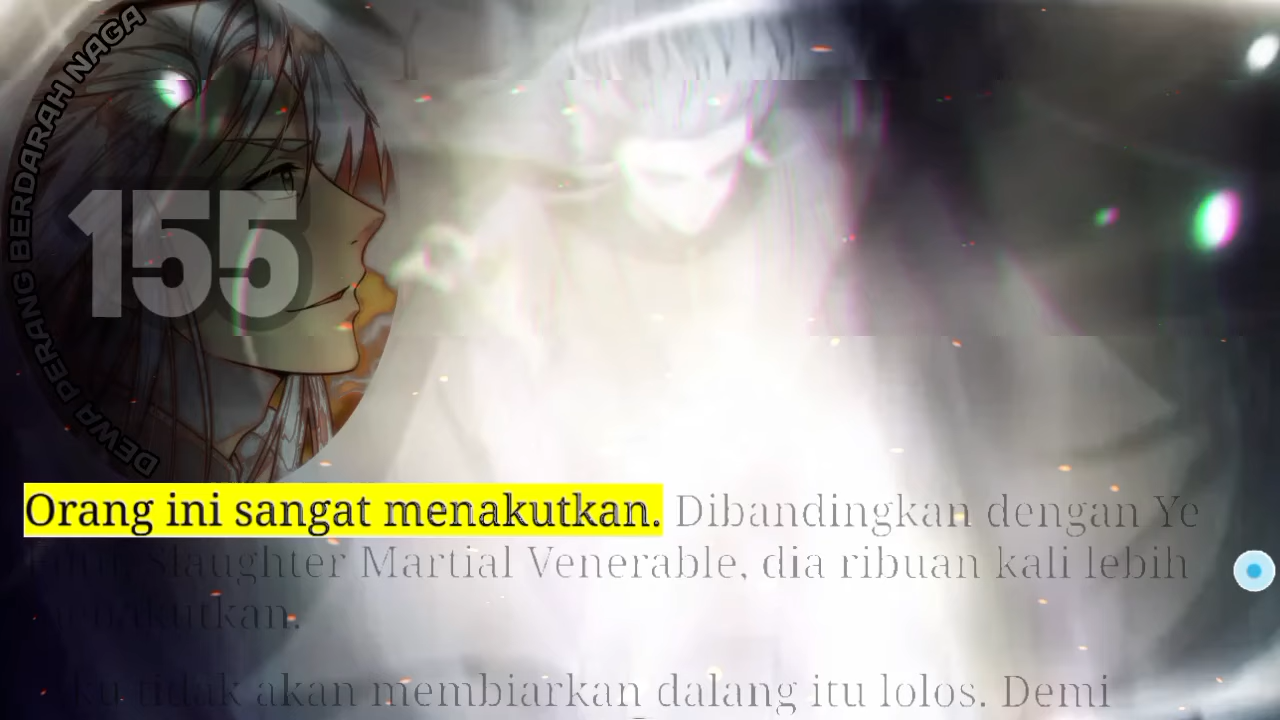 DEWA PERANG BERDARAH NAGA
155
Orang ini sangat menakutkan. Dibandingkan dengan Ye
Slaughter Martial Venerable, dia ribuan kali lebih
menakutkan.
tidak akan membiarkan dalang itu lolos. Demi